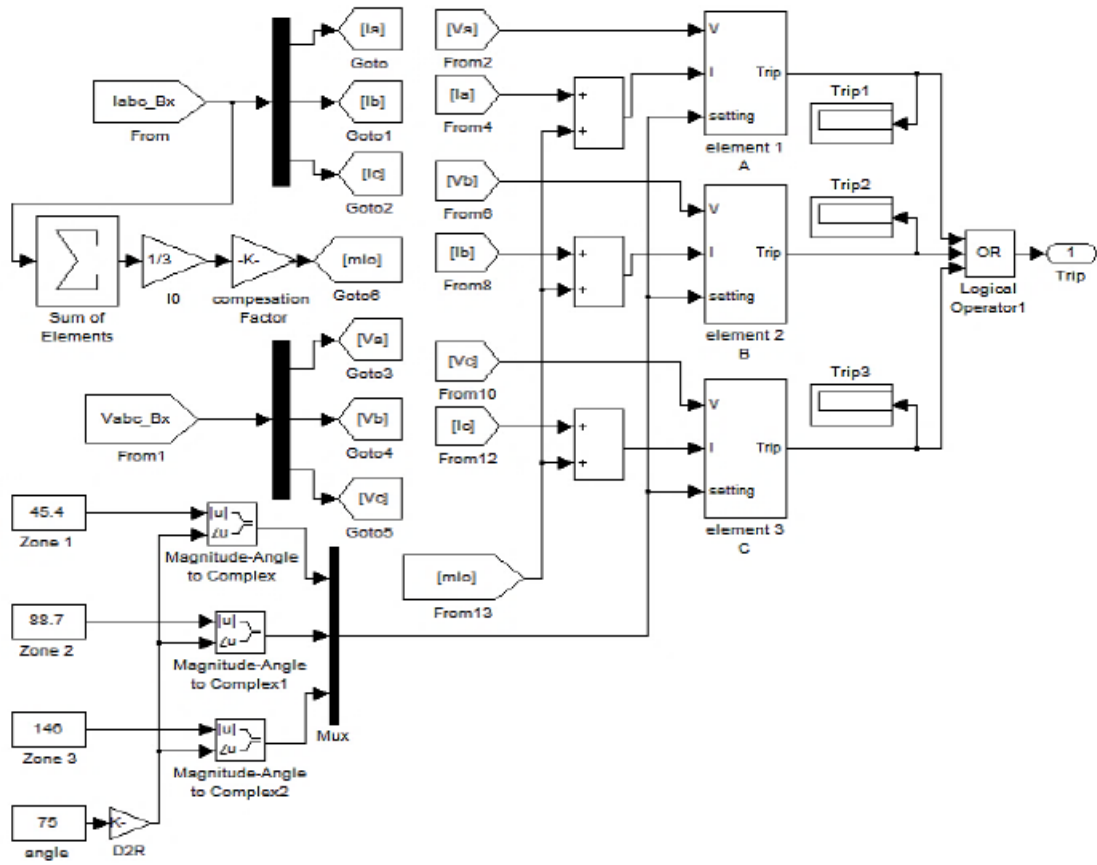 [Ia]
Goto
Iabc_Bx
From
[Ib]
Goto1
[Ic]
Goto2
Sum of
Elements
1/3
I0
-K-
compesation
Factor
[mIo]
Goto6
Vabc_Bx
From1
[Va]
Goto3
[Vb]
Goto4
[Vc]
Goto5
45.4
Zone 1
|u|
∠u
Magnitude-Angle
to Complex
88.7
Zone 2
|u|
∠u
Magnitude-Angle
to Complex1
146
Zone 3
|u|
∠u
Magnitude-Angle
to Complex2
75
angle
K-
D2R
Mux
[Va]
From2
[Ia]
From4
+
+
[Vb]
From6
[Ib]
From8
+
+
[Vc]
From10
[Ic]
From12
+
+
[mIo]
From13
V
I
setting
Trip
element 1
A
V
I
setting
Trip
element 2
B
V
I
setting
Trip
element 3
C
Trip1
Trip2
Trip3
OR
Logical
Operator1
1
Trip